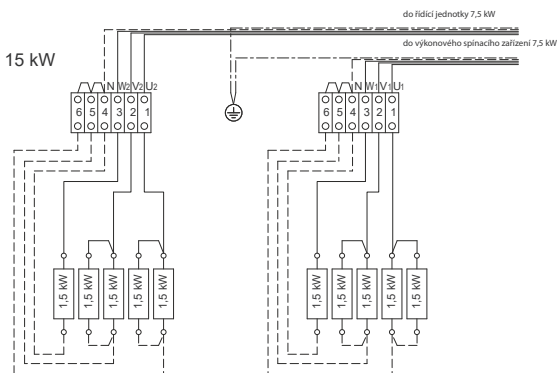 do řídící jednotky 7,5 kW
do výkonového spínacího zařízení 7,5 kW
15 kW
N W2 V2 U2
N W1 V1 U1
6 5 4 3 2 1
6 5 4 3 2 1
1,5 kW 1,5 kW 1,5 kW 1,5 kW 1,5 kW
1,5 kW 1,5 kW 1,5 kW 1,5 kW 1,5 kW